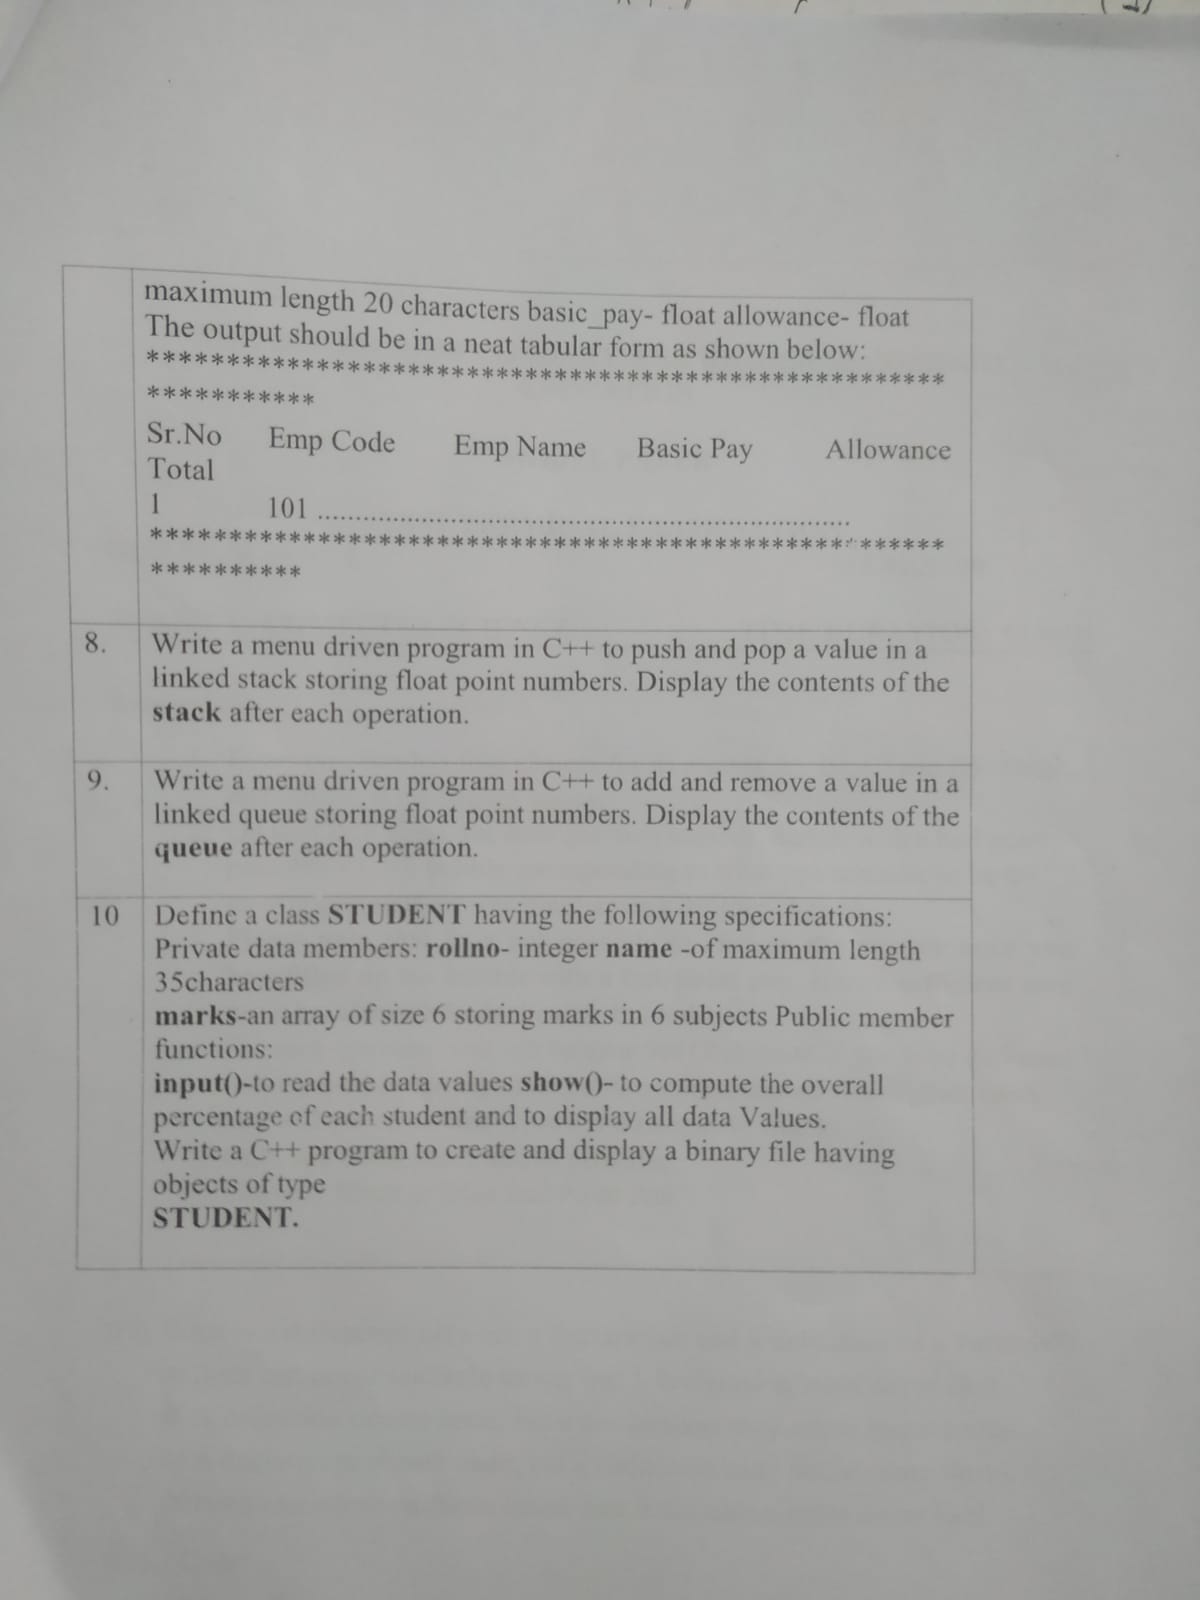 maximum length 20 characters basic_pay- float allowance- float
The output should be in a neat tabular form as shown below:
*******************************************************
***********
Sr.No Emp Code Emp Name Basic Pay Allowance
Total
1 101 ........................................................................
*******************************************************
**********
8. Write a menu driven program in C++ to push and pop a value in a
linked stack storing float point numbers. Display the contents of the
stack after each operation.
9. Write a menu driven program in C++ to add and remove a value in a
linked queue storing float point numbers. Display the contents of the
queue after each operation.
10 Define a class STUDENT having the following specifications:
Private data members: rollno- integer name -of maximum length
35characters
marks-an array of size 6 storing marks in 6 subjects Public member
functions:
input()-to read the data values show()- to compute the overall
percentage of each student and to display all data Values.
Write a C++ program to create and display a binary file having
objects of type
STUDENT.